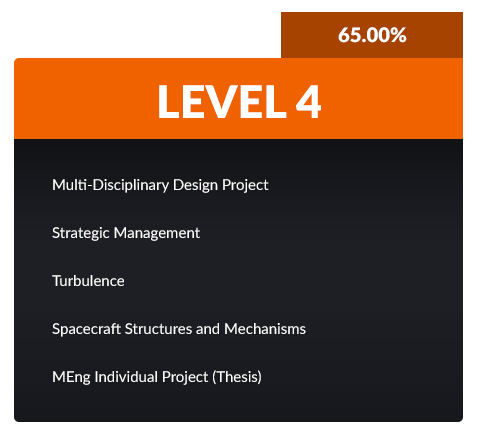 65.00%
LEVEL 4
Multi-Disciplinary Design Project
Strategic Management
Turbulence
Spacecraft Structures and Mechanisms
MEng Individual Project (Thesis)